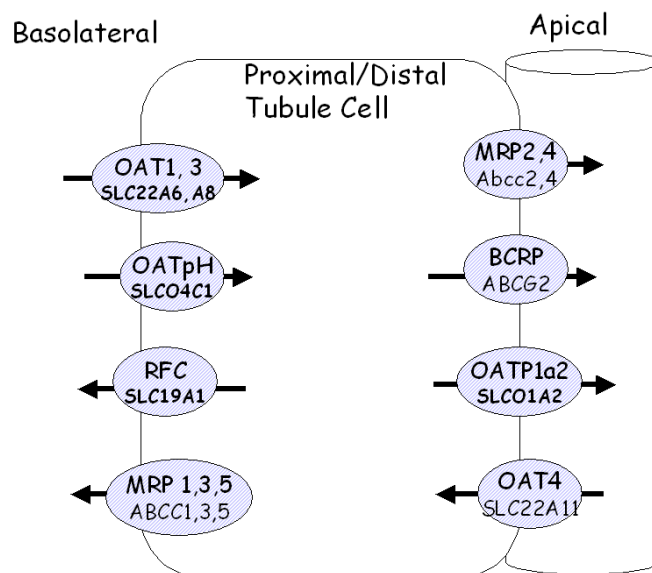 Basolateral
Apical
Proximal/Distal
Tubule Cell
OAT1, 3
SLC22A6, A8
MRP2,4
Abcc2,4
OATpH
SLCO4C1
BCRP
ABCG2
RFC
SLC19A1
OATP1a2
SLCO1A2
MRP 1,3,5
ABCC1,3,5
OAT4
SLC22A11